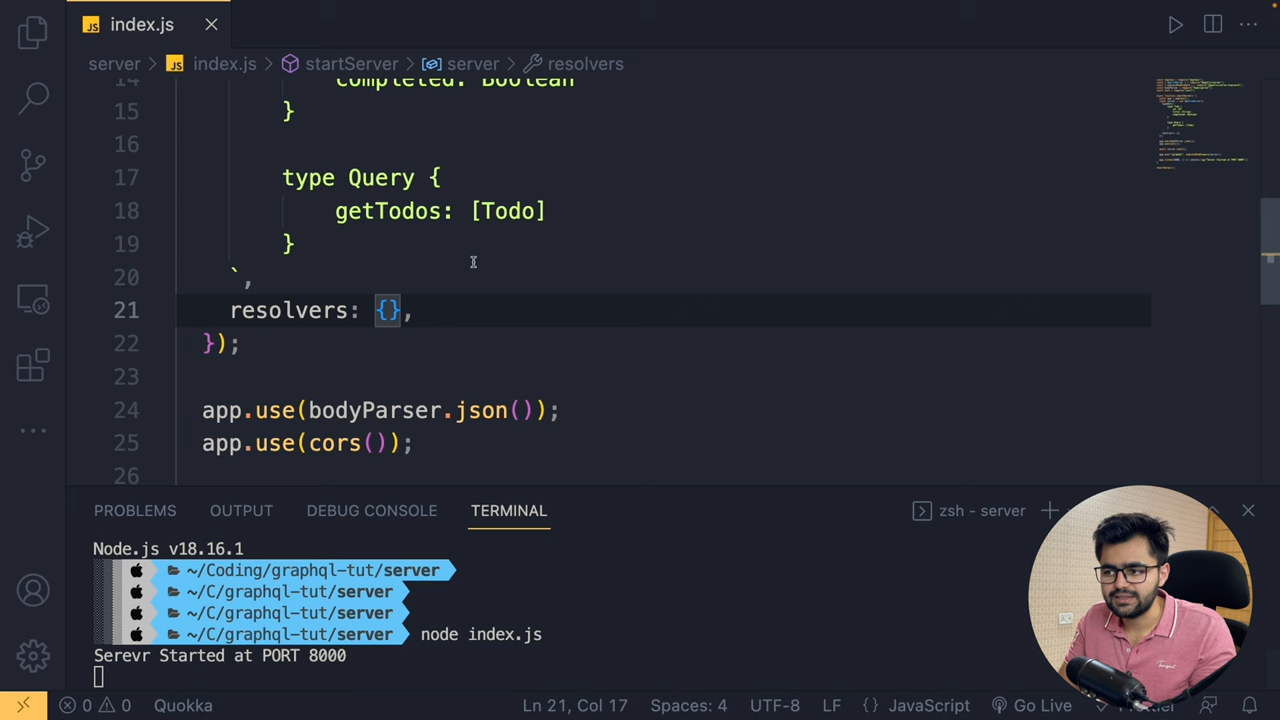 JS index.js
server > JS index.js > startServer > server > resolvers
14 completed: Boolean
15 }
16
17 type Query {
18 getTodos: [Todo]
19 }
20 `,
21 resolvers: {},
22 });
23
24 app.use(bodyParser.json());
25 app.use(cors());
26
PROBLEMS OUTPUT DEBUG CONSOLE TERMINAL zsh - server
Node.js v18.16.1
~/Coding/graphql-tut/server
~/C/graphql-tut/server
~/C/graphql-tut/server
~/C/graphql-tut/server node index.js
Serevr Started at PORT 8000
0 0 Quokka Ln 21, Col 17 Spaces: 4 UTF-8 LF {} JavaScript Go Live Prettier